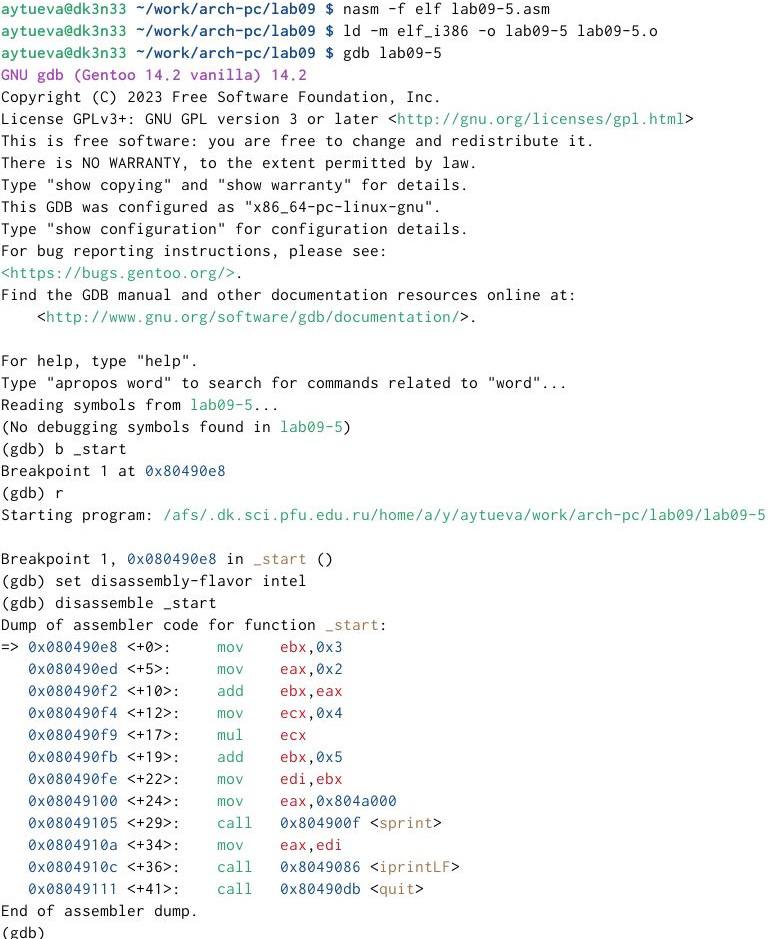 aytueva@dk3n33 ~/work/arch-pc/lab09 $ nasm -f elf lab09-5.asm
aytueva@dk3n33 ~/work/arch-pc/lab09 $ ld -m elf_i386 -o lab09-5 lab09-5.o
aytueva@dk3n33 ~/work/arch-pc/lab09 $ gdb lab09-5
GNU gdb (Gentoo 14.2 vanilla) 14.2
Copyright (C) 2023 Free Software Foundation, Inc.
License GPLv3+: GNU GPL version 3 or later <http://gnu.org/licenses/gpl.html>
This is free software: you are free to change and redistribute it.
There is NO WARRANTY, to the extent permitted by law.
Type "show copying" and "show warranty" for details.
This GDB was configured as "x86_64-pc-linux-gnu".
Type "show configuration" for configuration details.
For bug reporting instructions, please see:
<https://bugs.gentoo.org/>.
Find the GDB manual and other documentation resources online at:
    <http://www.gnu.org/software/gdb/documentation/>.

For help, type "help".
Type "apropos word" to search for commands related to "word"...
Reading symbols from lab09-5...
(No debugging symbols found in lab09-5)
(gdb) b _start
Breakpoint 1 at 0x80490e8
(gdb) r
Starting program: /afs/.dk.sci.pfu.edu.ru/home/a/y/aytueva/work/arch-pc/lab09/lab09-5

Breakpoint 1, 0x080490e8 in _start ()
(gdb) set disassembly-flavor intel
(gdb) disassemble _start
Dump of assembler code for function _start:
=> 0x080490e8 <+0>:     mov    ebx,0x3
   0x080490ed <+5>:     mov    eax,0x2
   0x080490f2 <+10>:    add    ebx,eax
   0x080490f4 <+12>:    mov    ecx,0x4
   0x080490f9 <+17>:    mul    ecx
   0x080490fb <+19>:    add    ebx,0x5
   0x080490fe <+22>:    mov    edi,ebx
   0x08049100 <+24>:    mov    eax,0x804a000
   0x08049105 <+29>:    call   0x804900f <sprint>
   0x0804910a <+34>:    mov    eax,edi
   0x0804910c <+36>:    call   0x8049086 <iprintLF>
   0x08049111 <+41>:    call   0x80490db <quit>
End of assembler dump.
(gdb)